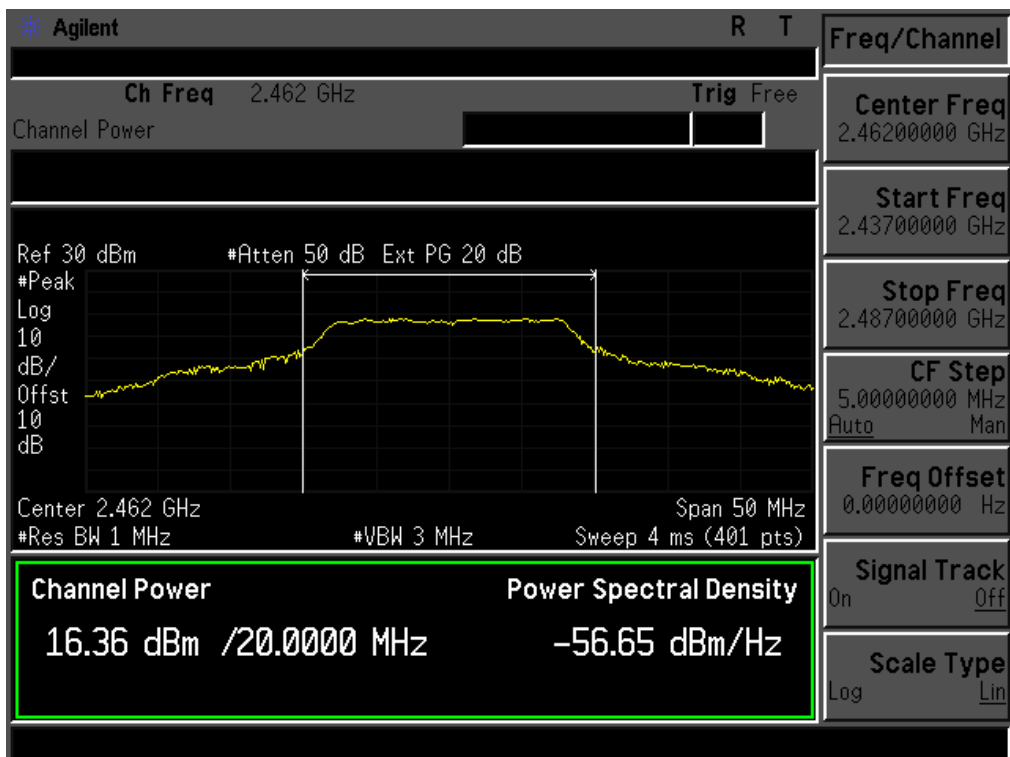 Agilent R T
Ch Freq 2.462 GHz Trig Free
Channel Power
Ref 30 dBm #Atten 50 dB Ext PG 20 dB
#Peak
Log
10
dB/
Offst
10
dB
Center 2.462 GHz Span 50 MHz
#Res BW 1 MHz #VBW 3 MHz Sweep 4 ms (401 pts)
Channel Power Power Spectral Density
16.36 dBm /20.0000 MHz -56.65 dBm/Hz
Freq/Channel
Center Freq
2.46200000 GHz
Start Freq
2.43700000 GHz
Stop Freq
2.48700000 GHz
CF Step
5.00000000 MHz
Auto Man
Freq Offset
0.00000000 Hz
Signal Track
On Off
Scale Type
Log Lin